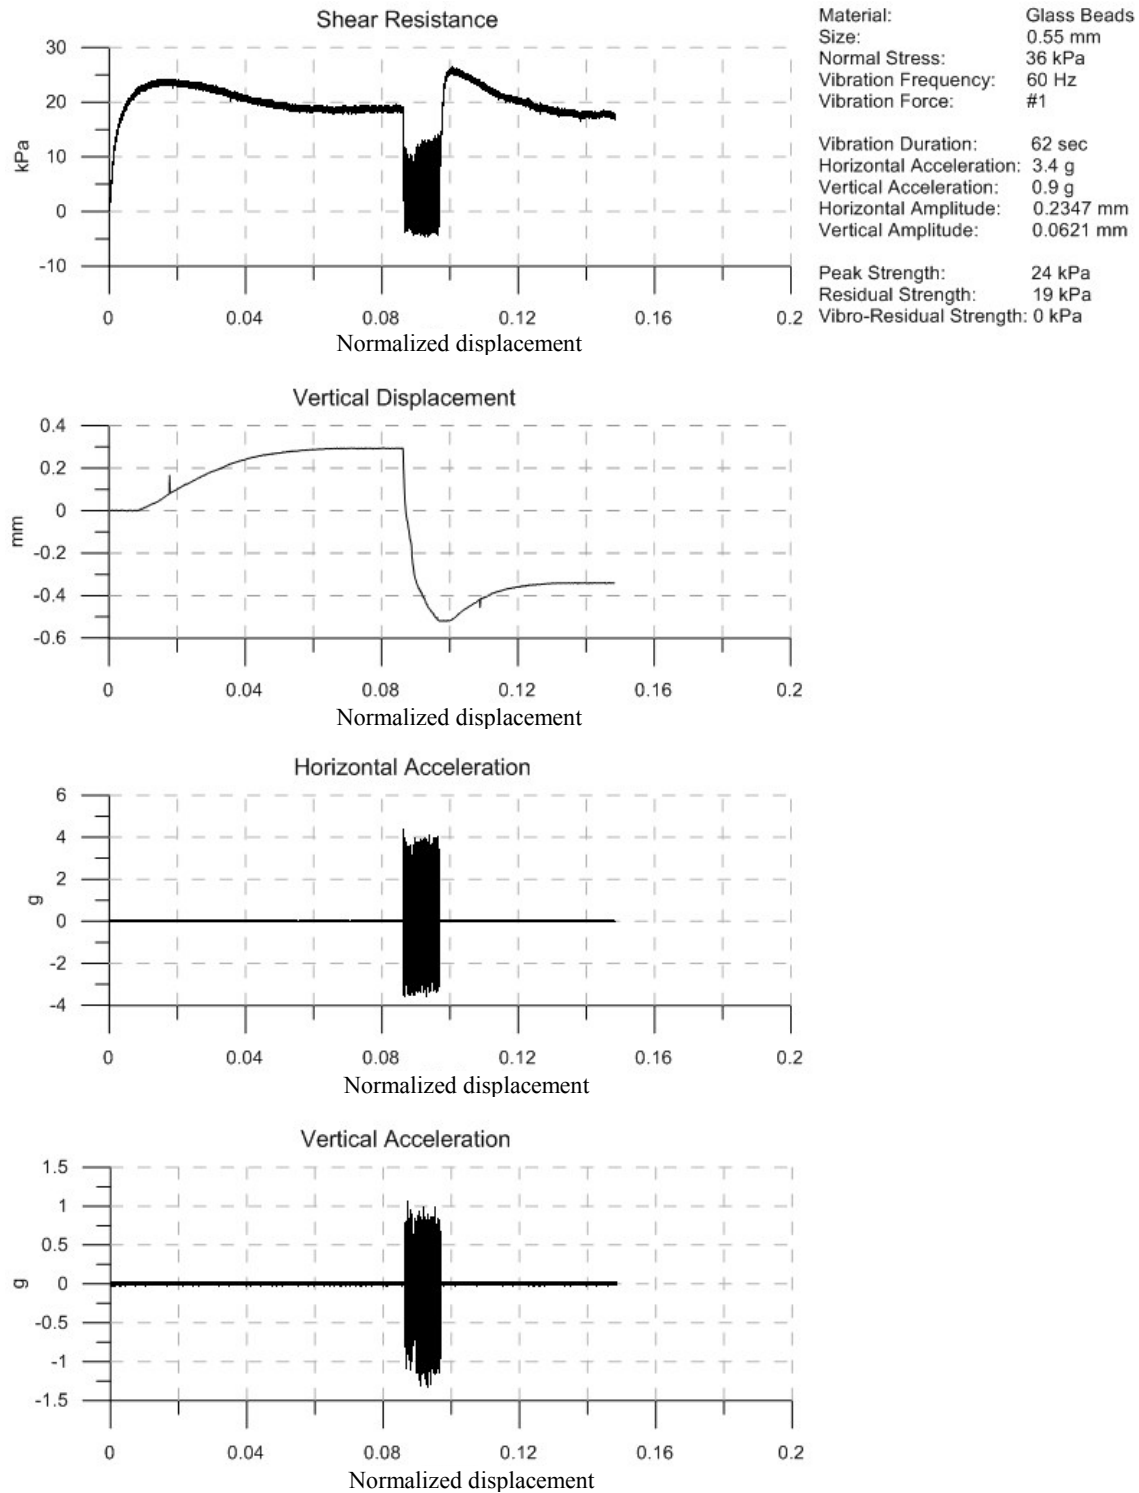 Shear Resistance
30
20
10
0
-10
kPa
0 0.04 0.08 0.12 0.16 0.2
Normalized displacement
Material: Glass Beads
Size: 0.55 mm
Normal Stress: 36 kPa
Vibration Frequency: 60 Hz
Vibration Force: #1
Vibration Duration: 62 sec
Horizontal Acceleration: 3.4 g
Vertical Acceleration: 0.9 g
Horizontal Amplitude: 0.2347 mm
Vertical Amplitude: 0.0621 mm
Peak Strength: 24 kPa
Residual Strength: 19 kPa
Vibro-Residual Strength: 0 kPa
Vertical Displacement
0.4
0.2
0
-0.2
-0.4
-0.6
mm
0 0.04 0.08 0.12 0.16 0.2
Normalized displacement
Horizontal Acceleration
6
4
2
0
-2
-4
g
0 0.04 0.08 0.12 0.16 0.2
Normalized displacement
Vertical Acceleration
1.5
1
0.5
0
-0.5
-1
-1.5
g
0 0.04 0.08 0.12 0.16 0.2
Normalized displacement